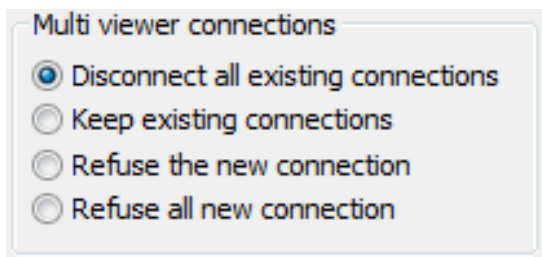 Multi viewer connections
Disconnect all existing connections
Keep existing connections
Refuse the new connection
Refuse all new connection